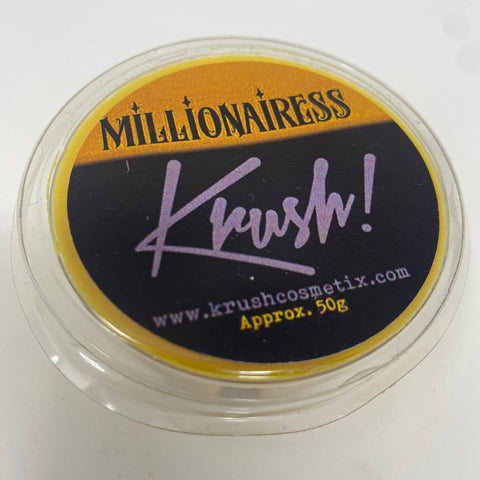 MILLIONAIRESS
Krush!
www.krushcosmetix.com
Approx. 50g